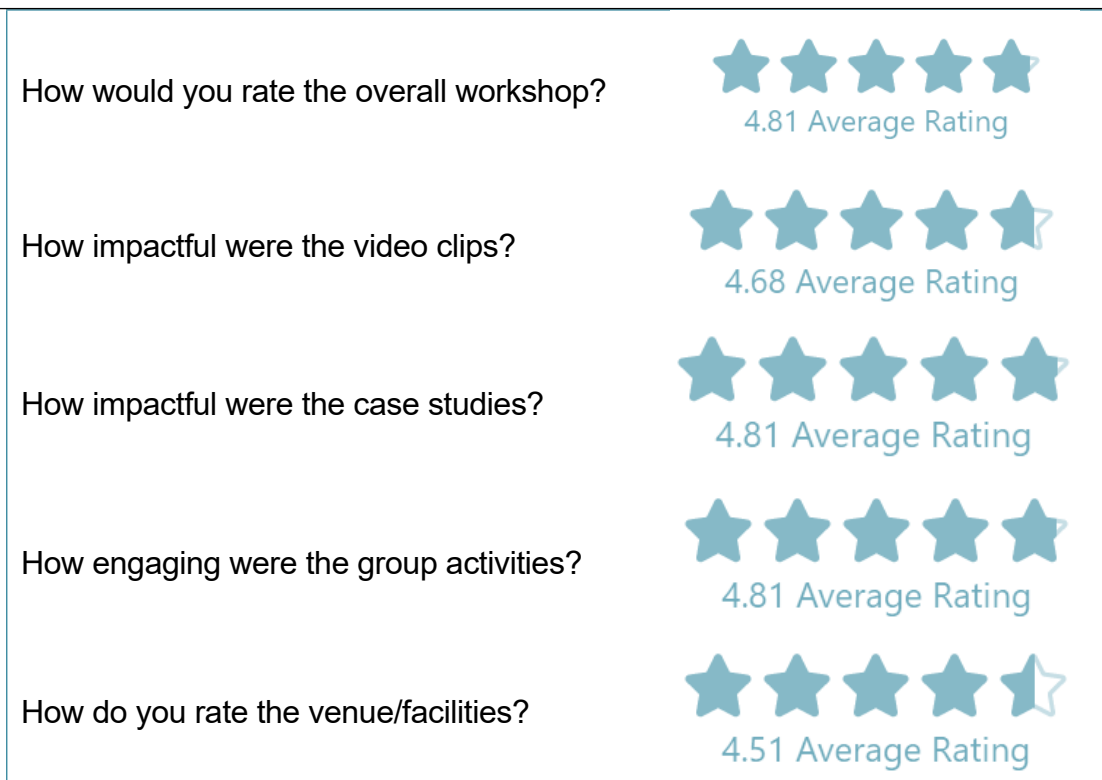 How would you rate the overall workshop?
4.81 Average Rating
How impactful were the video clips?
4.68 Average Rating
How impactful were the case studies?
4.81 Average Rating
How engaging were the group activities?
4.81 Average Rating
How do you rate the venue/facilities?
4.51 Average Rating